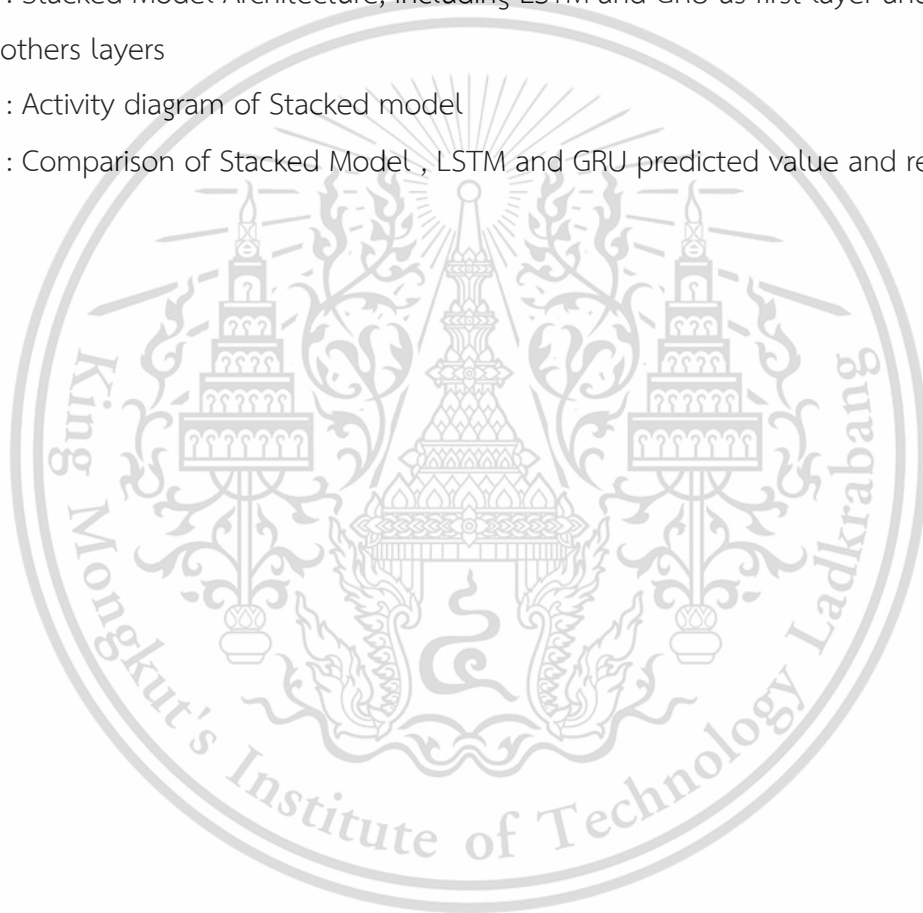 : Stacked Model Architecture, including LSTM and GRU as first layer and
others layers
: Activity diagram of Stacked model
: Comparison of Stacked Model , LSTM and GRU predicted value and re
King Mongkut's Institute of Technology Ladkrabang